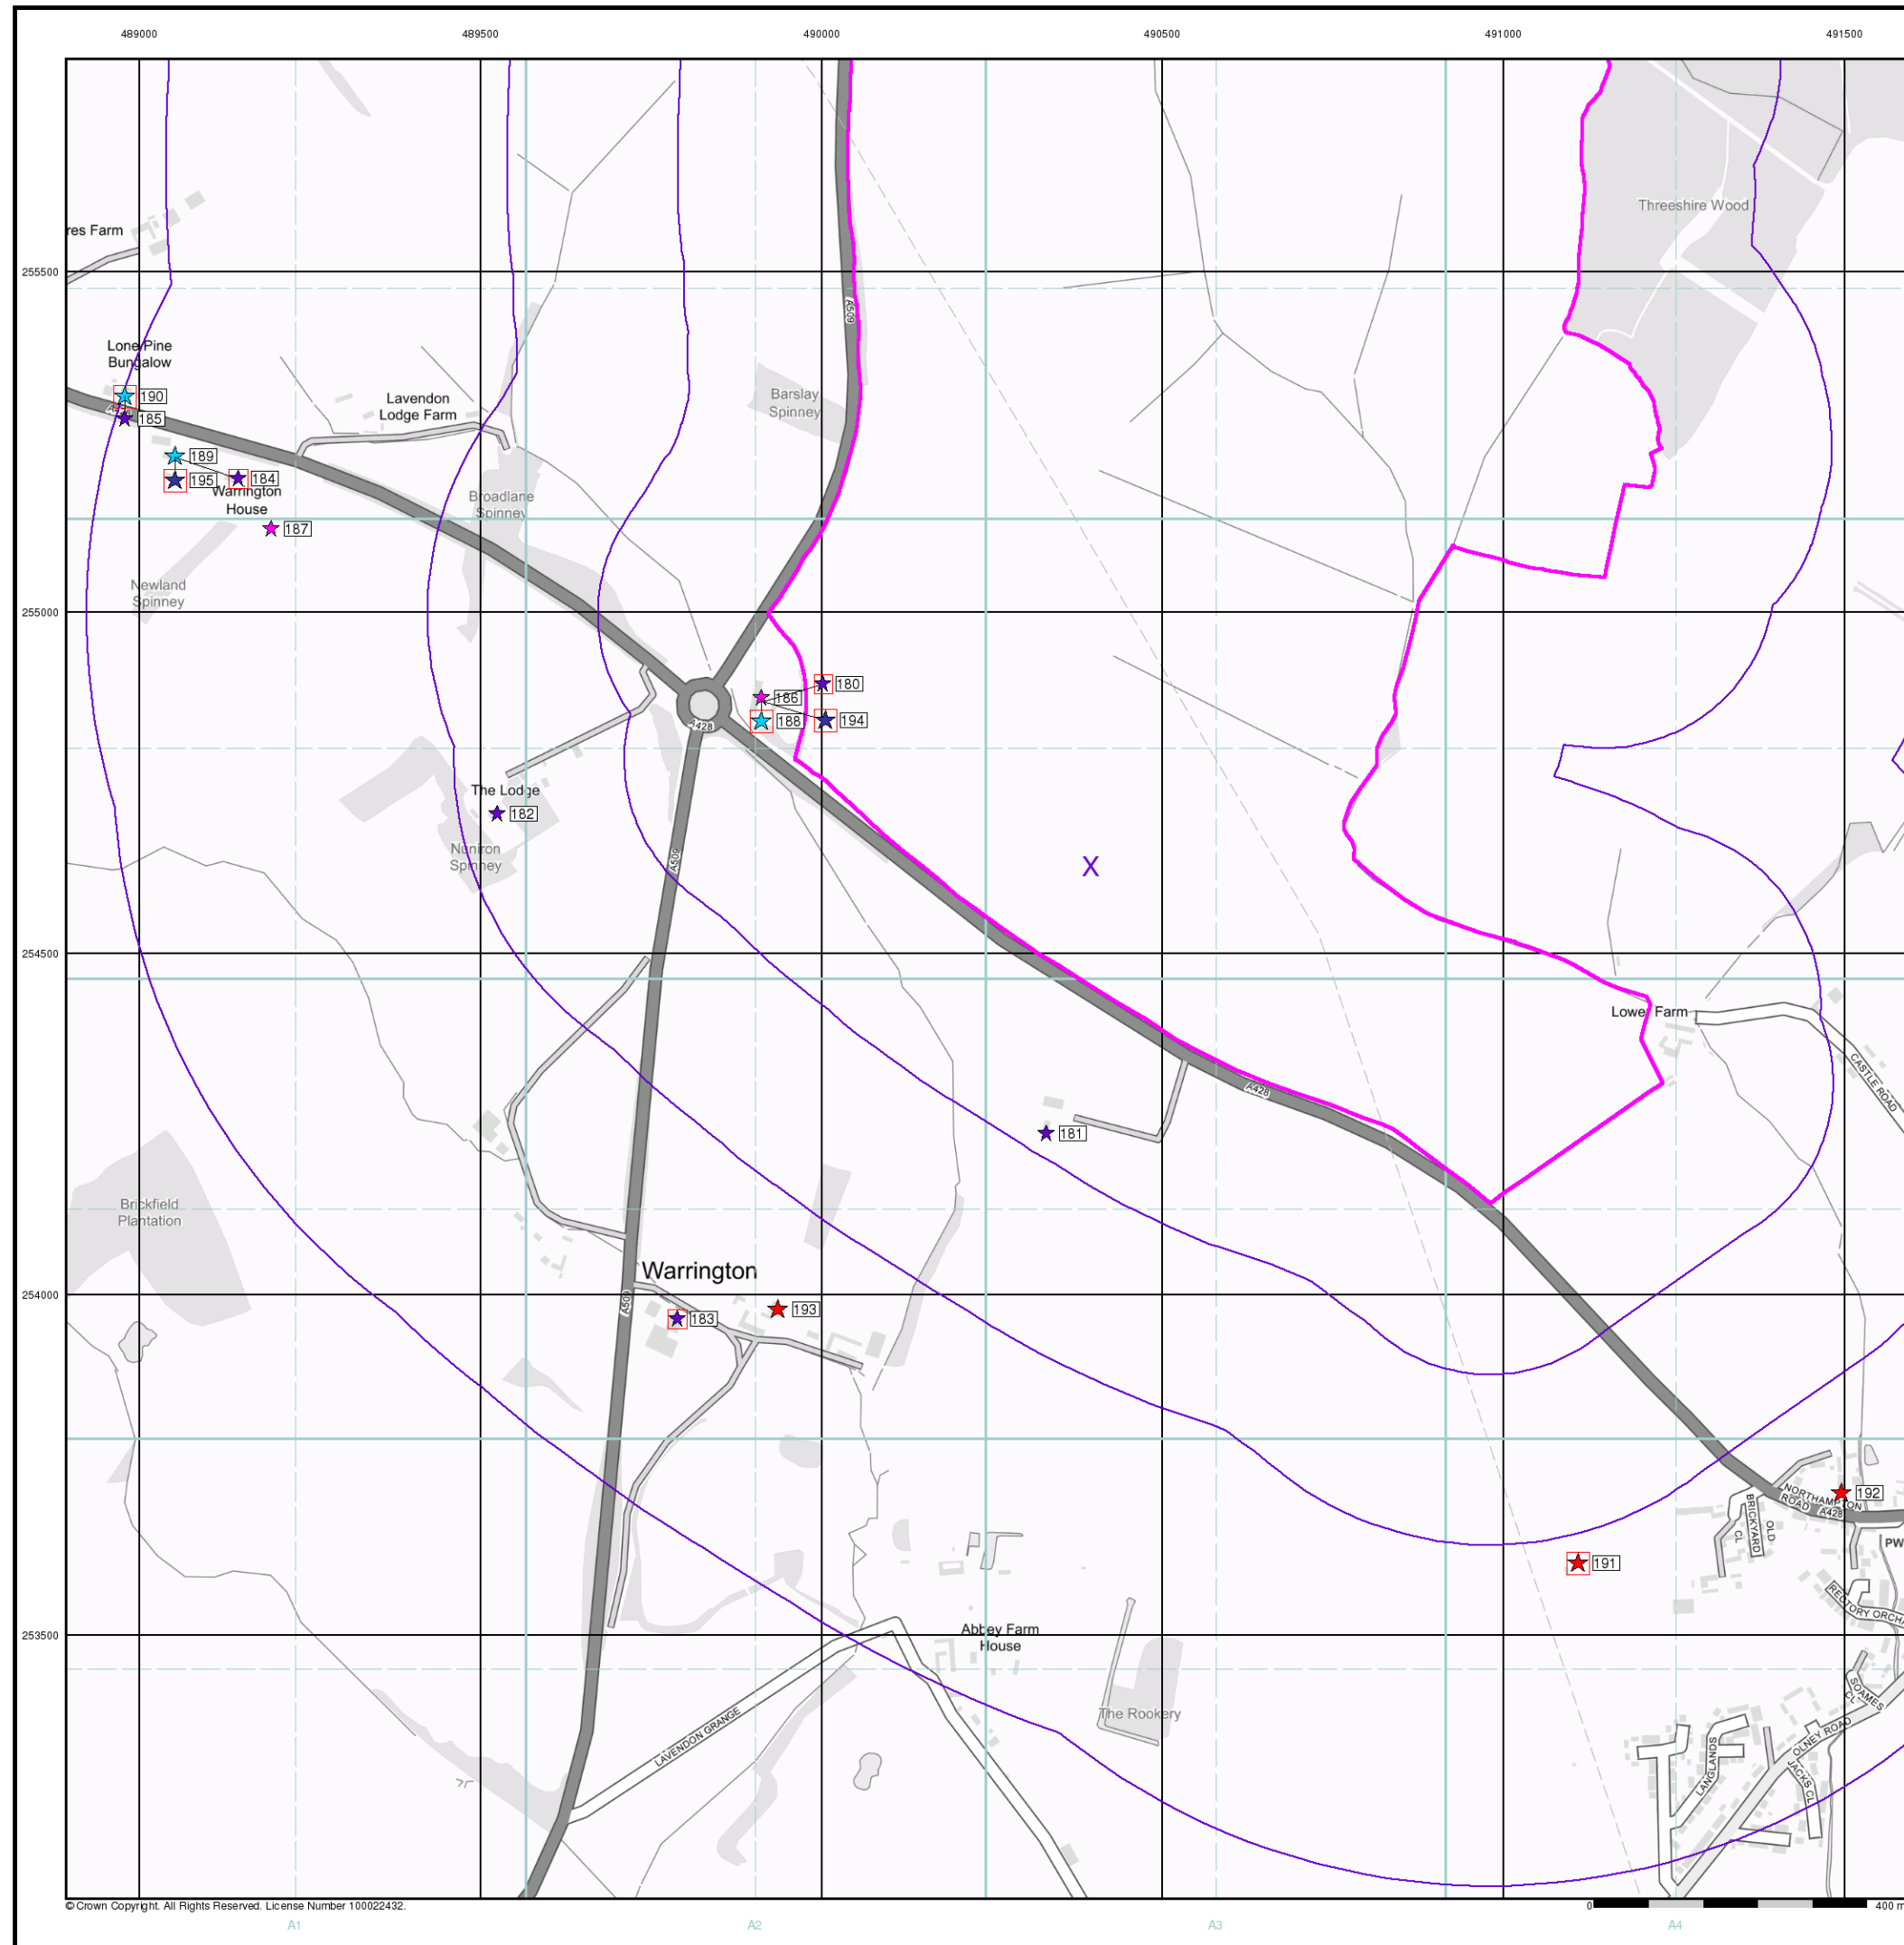 489000 489500 490000 490500 491000 491500
Threeshire Wood
res Farm
255500
A509
Lone Pine
Bungalow
190
Lavendon
Lodge Farm
Barslay
Spinney
185
189
195
184
Warrington
House
187
Broadlane
Spinney
Newland
Spinney
255000
180
186
188
194
A428
The Lodge
182
Nuniron
Spinney
A509
X
254500
Lower Farm
CASTLE ROAD
A428
181
Brickfield
Plantation
Warrington
254000
A509
193
183
192
NORTHAMPTON
ROAD
A428
BRICKYARD
OLD
CL
PW
191
RECTORY ORCHA
253500
Abbey Farm
House
SOAMES
CL
The Rookery
LAVENDON GRANGE
OLNEY ROAD
LANGLANDS
JACKS CL
© Crown Copyright. All Rights Reserved. License Number 100022432.
0 400 m
A1 A2 A3 A4